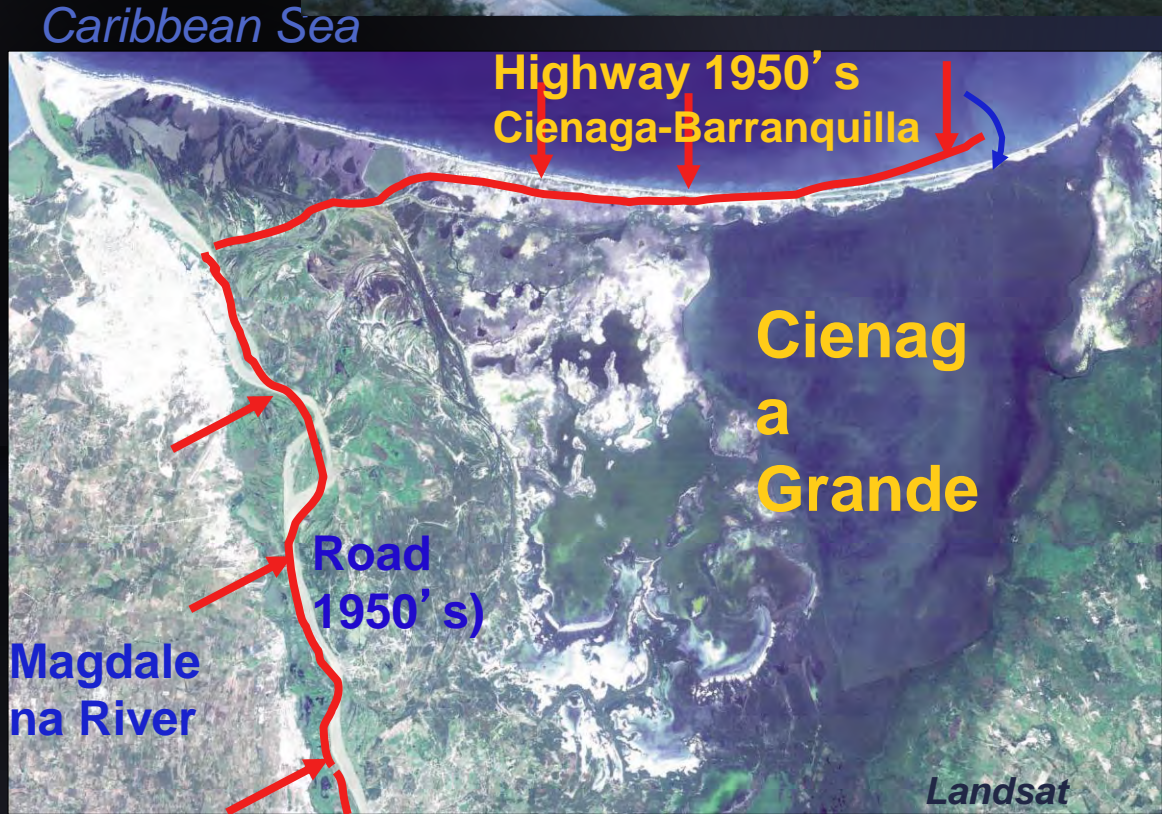 Caribbean Sea
Highway 1950’s
Cienaga-Barranquilla
Cienag
a
Grande
Road
1950’s)
Magdale
na River
Landsat